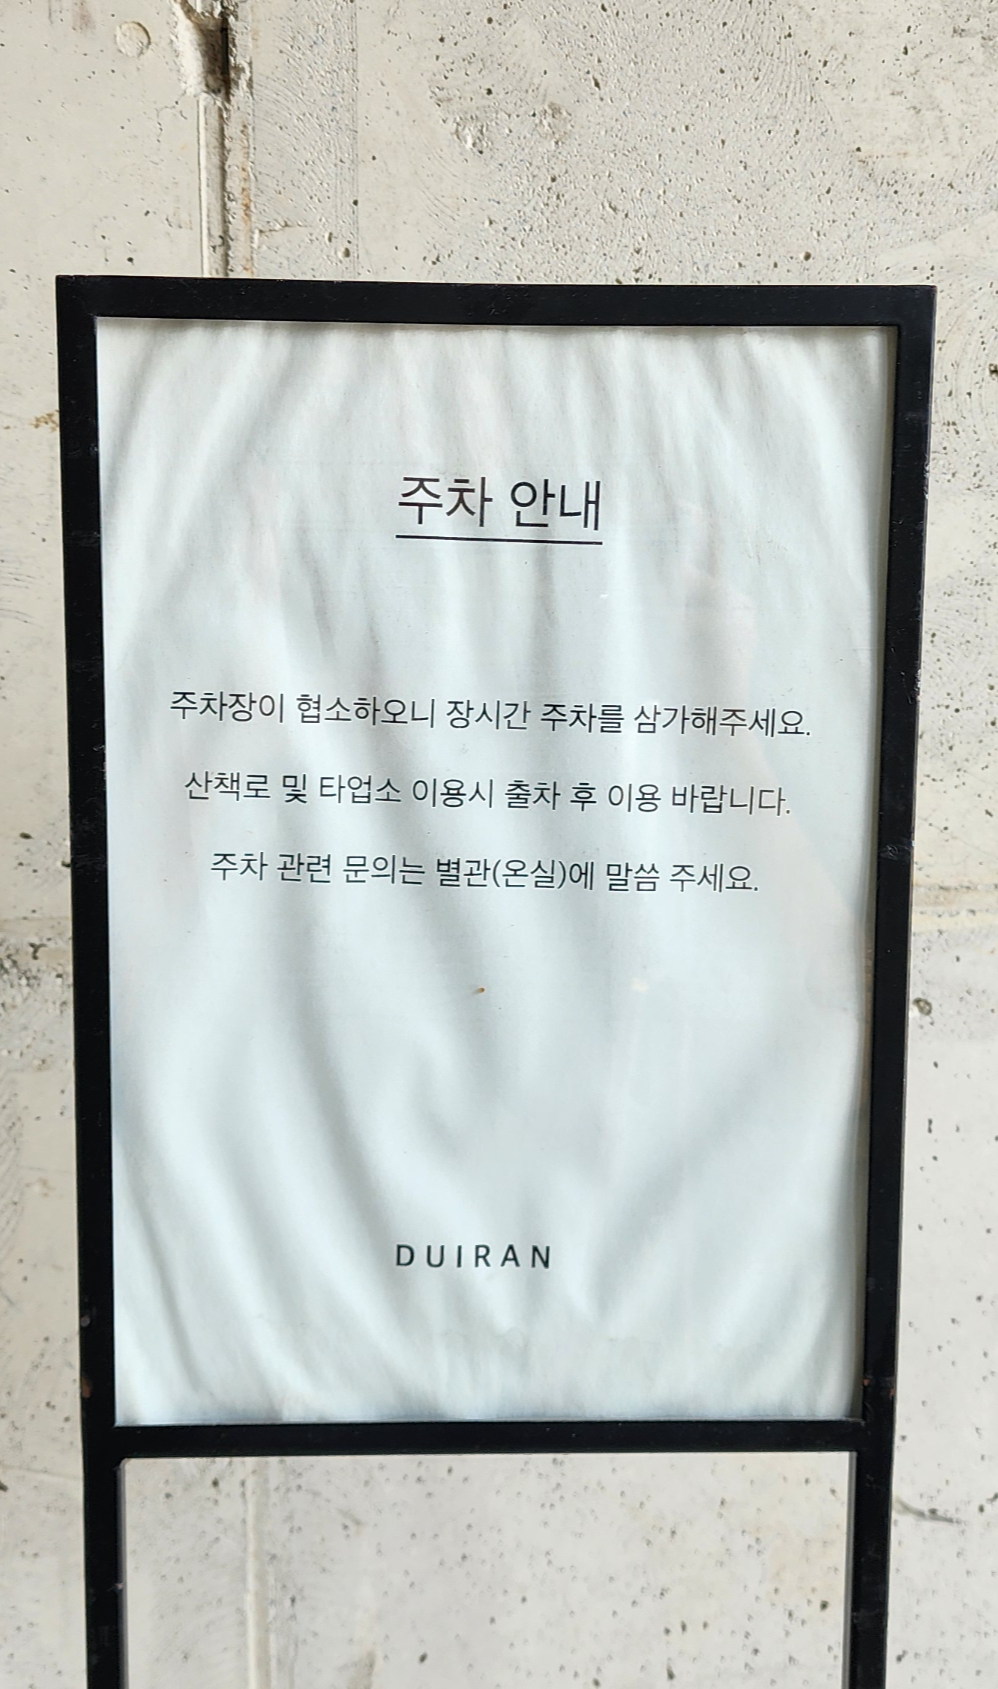 주차 안내
주차장이 협소하오니 장시간 주차를 삼가해주세요.
산책로 및 타업소 이용시 출차 후 이용 바랍니다.
주차 관련 문의는 별관(온실)에 말씀 주세요.
DUIRAN